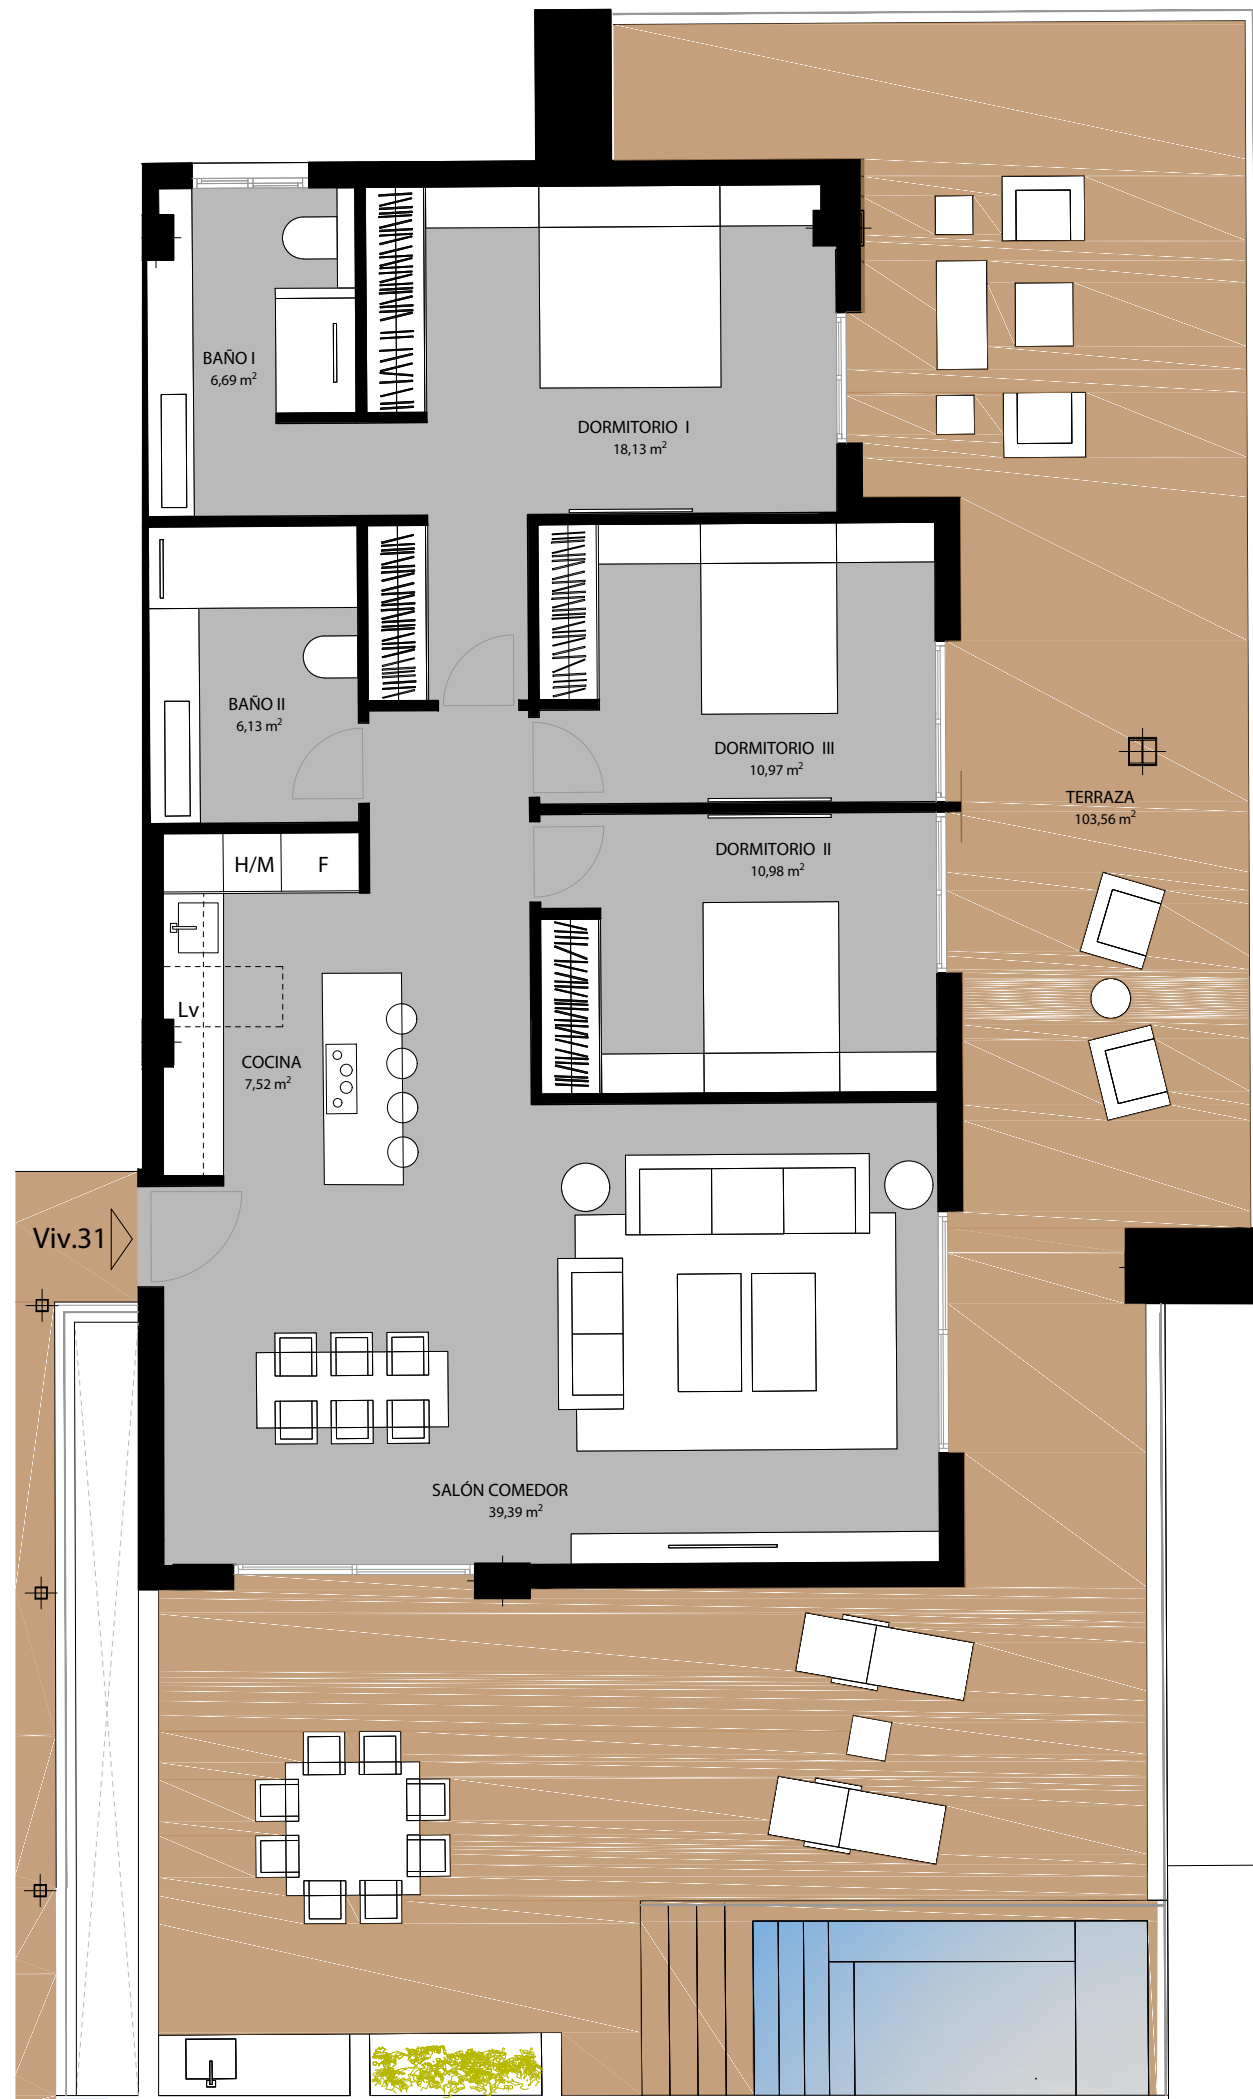 BAÑO I
6,69 m²
DORMITORIO I
18,13 m²
BAÑO II
6,13 m²
DORMITORIO III
10,97 m²
TERRAZA
103,56 m²
DORMITORIO II
10,98 m²
H/M
F
Lv
COCINA
7,52 m²
Viv.31
SALÓN COMEDOR
39,39 m²